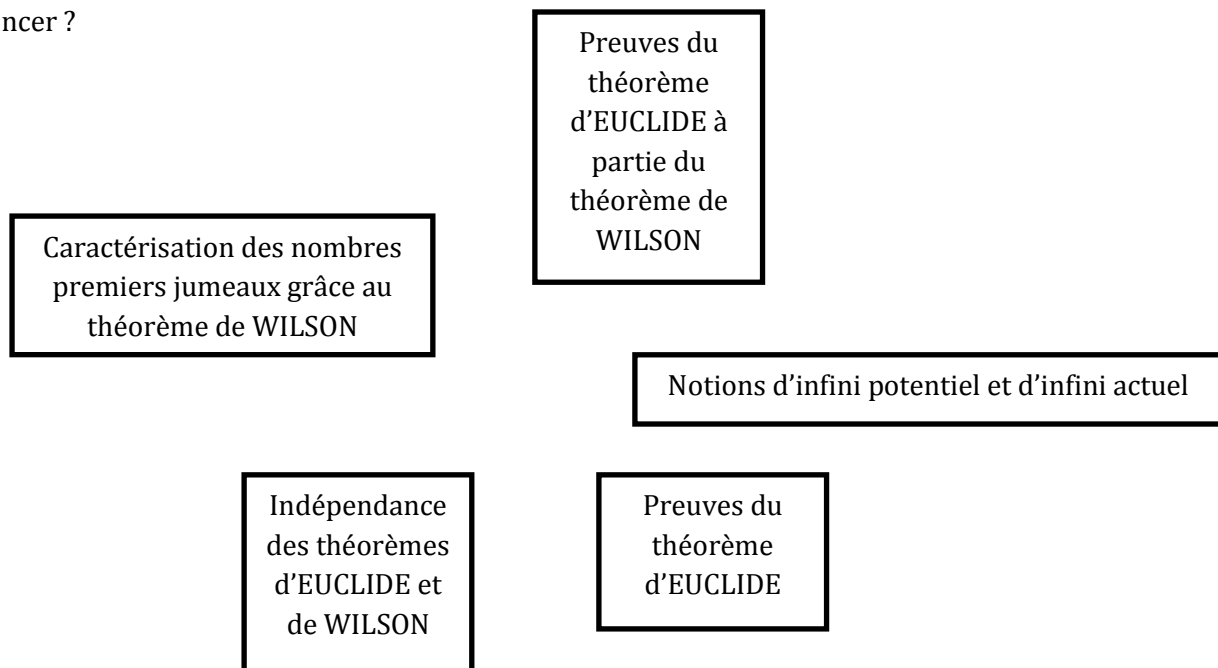 ncer ?
Preuves du
théorème
d'EUCLIDE à
partie du
théorème de
WILSON
Caractérisation des nombres
premiers jumeaux grâce au
théorème de WILSON
Notions d'infini potentiel et d'infini actuel
Indépendance
des théorèmes
d'EUCLIDE et
de WILSON
Preuves du
théorème
d'EUCLIDE